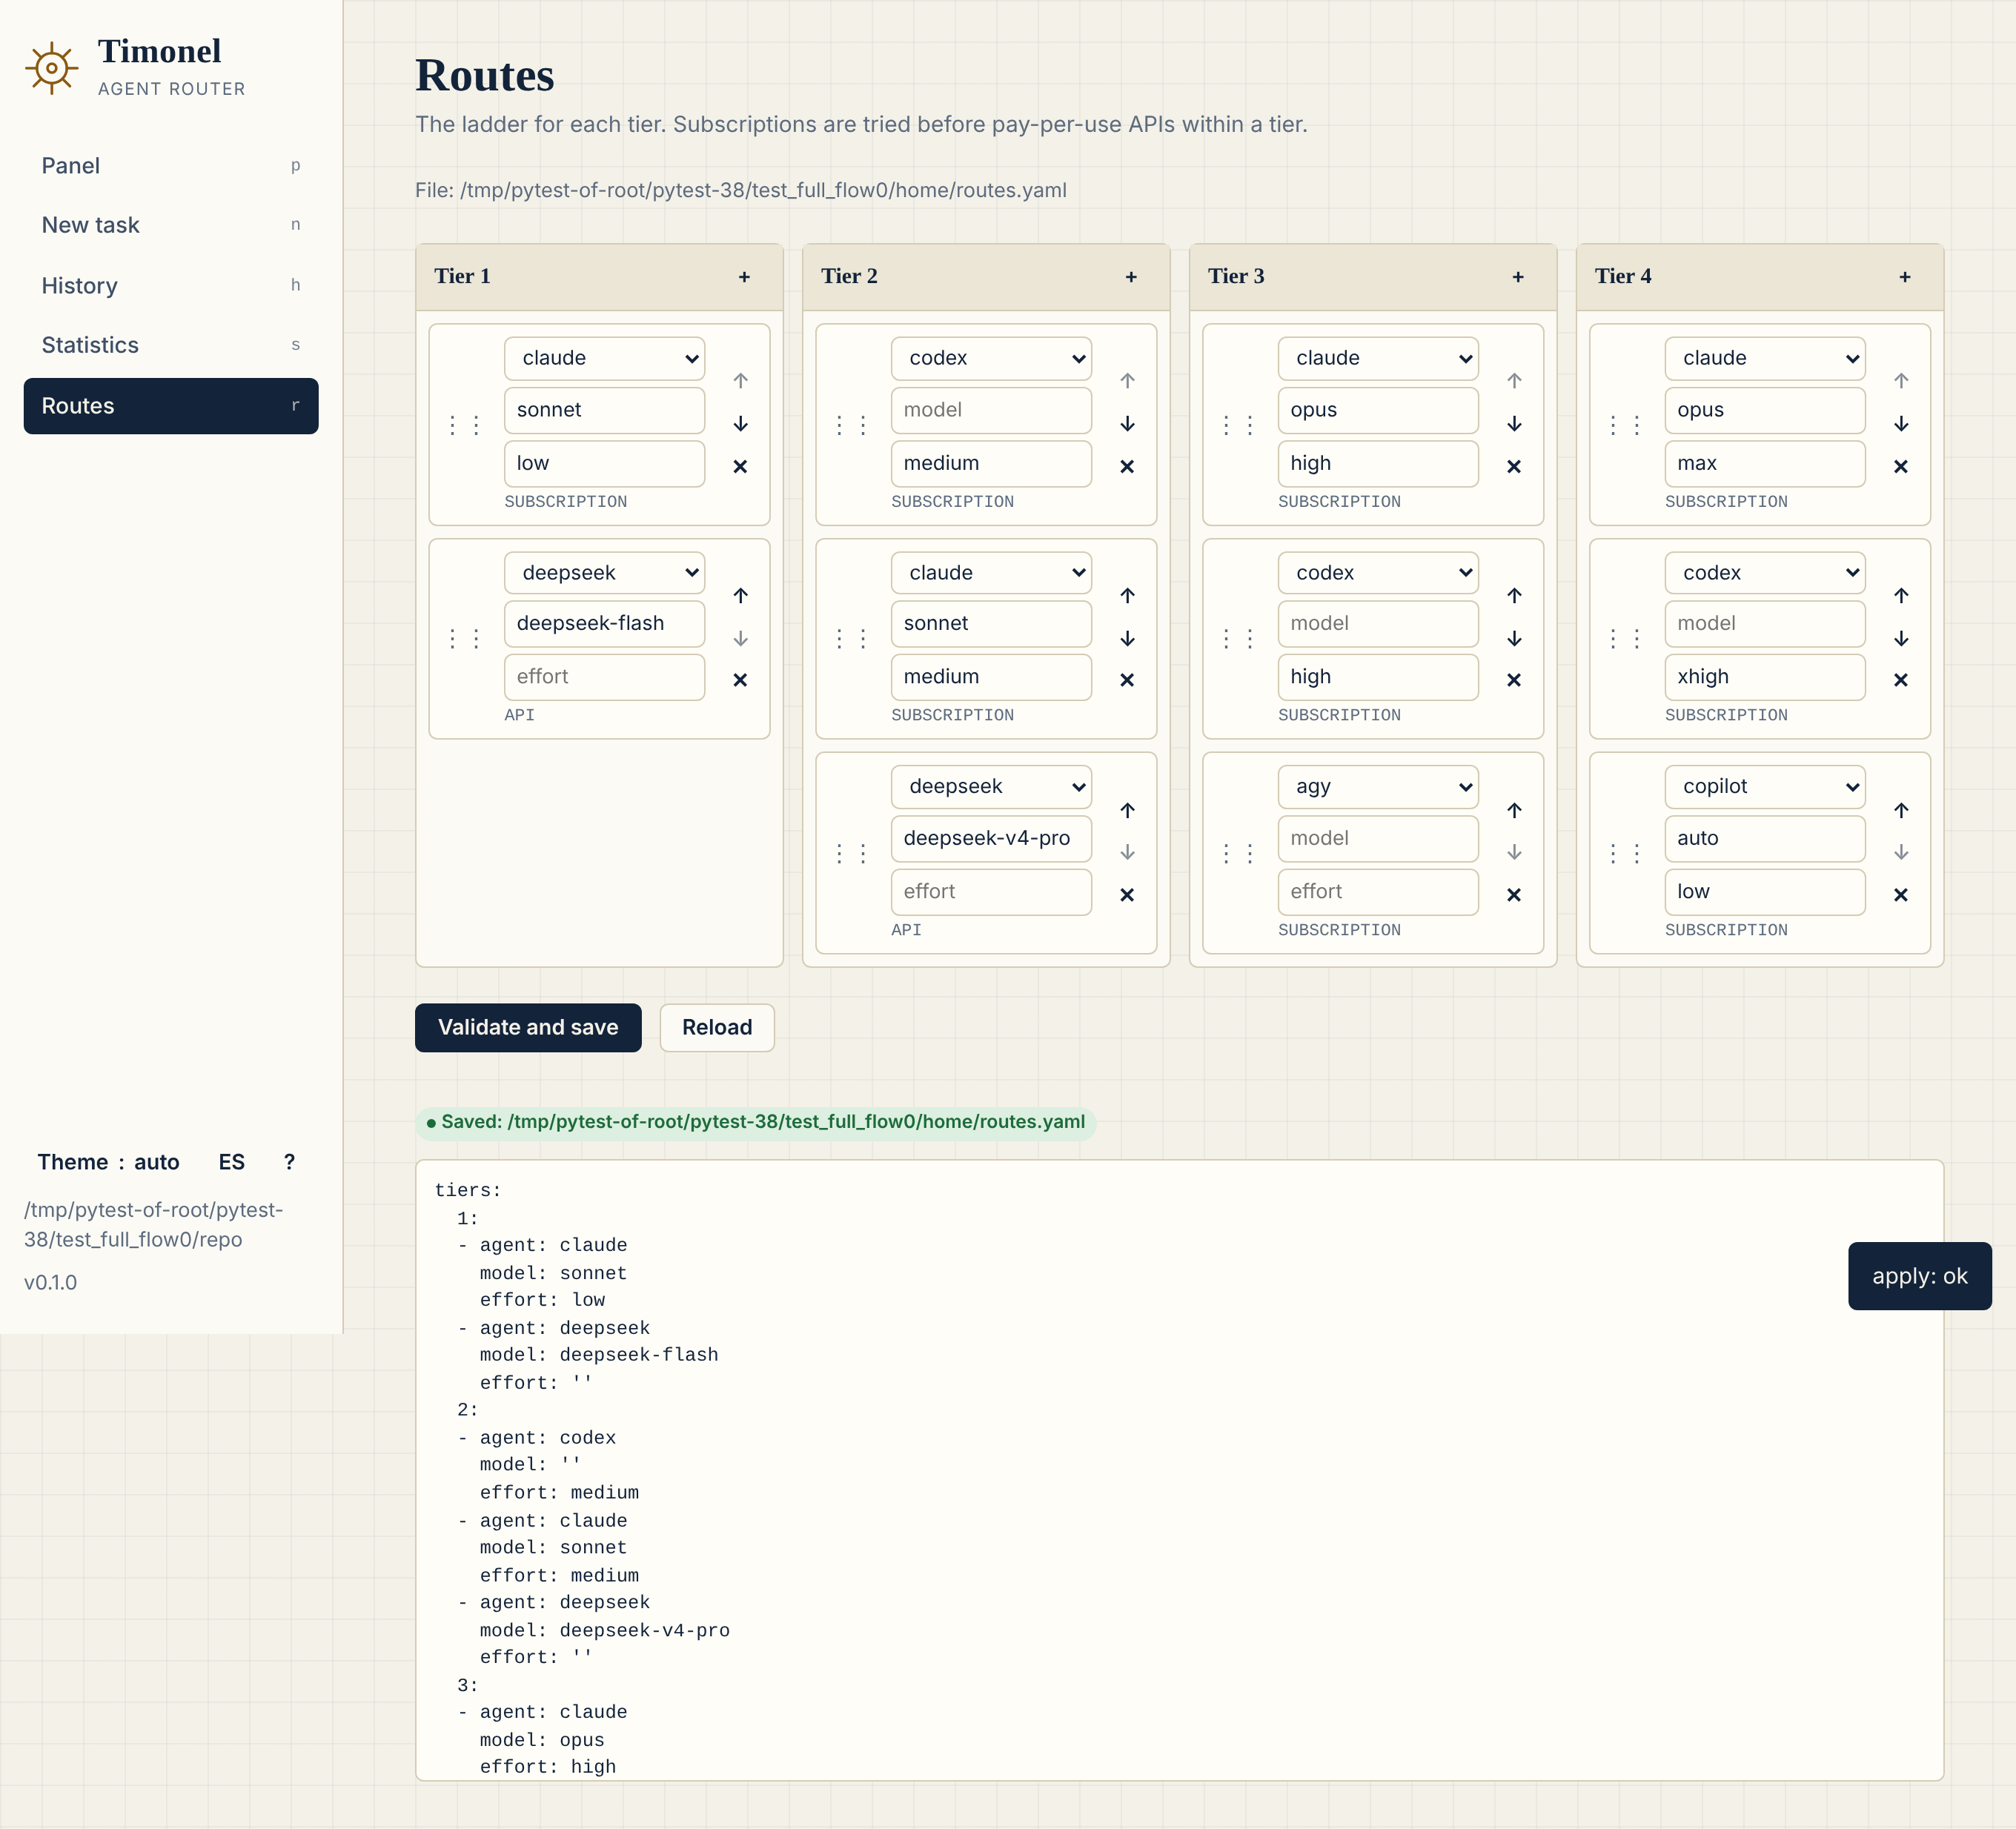 Timonel
AGENT ROUTER
Panel p
New task n
History h
Statistics s
Routes r
Theme : auto ES ?
/tmp/pytest-of-root/pytest-
38/test_full_flow0/repo
v0.1.0
Routes
The ladder for each tier. Subscriptions are tried before pay-per-use APIs within a tier.
File: /tmp/pytest-of-root/pytest-38/test_full_flow0/home/routes.yaml
Tier 1 +
claude
sonnet
low
SUBSCRIPTION
deepseek
deepseek-flash
effort
API
Tier 2 +
codex
model
medium
SUBSCRIPTION
claude
sonnet
medium
SUBSCRIPTION
deepseek
deepseek-v4-pro
effort
API
Tier 3 +
claude
opus
high
SUBSCRIPTION
codex
model
high
SUBSCRIPTION
agy
model
effort
SUBSCRIPTION
Tier 4 +
claude
opus
max
SUBSCRIPTION
codex
model
xhigh
SUBSCRIPTION
copilot
auto
low
SUBSCRIPTION
Validate and save Reload
Saved: /tmp/pytest-of-root/pytest-38/test_full_flow0/home/routes.yaml
tiers:
  1:
  - agent: claude
    model: sonnet
    effort: low
  - agent: deepseek
    model: deepseek-flash
    effort: ''
  2:
  - agent: codex
    model: ''
    effort: medium
  - agent: claude
    model: sonnet
    effort: medium
  - agent: deepseek
    model: deepseek-v4-pro
    effort: ''
  3:
  - agent: claude
    model: opus
    effort: high
apply: ok